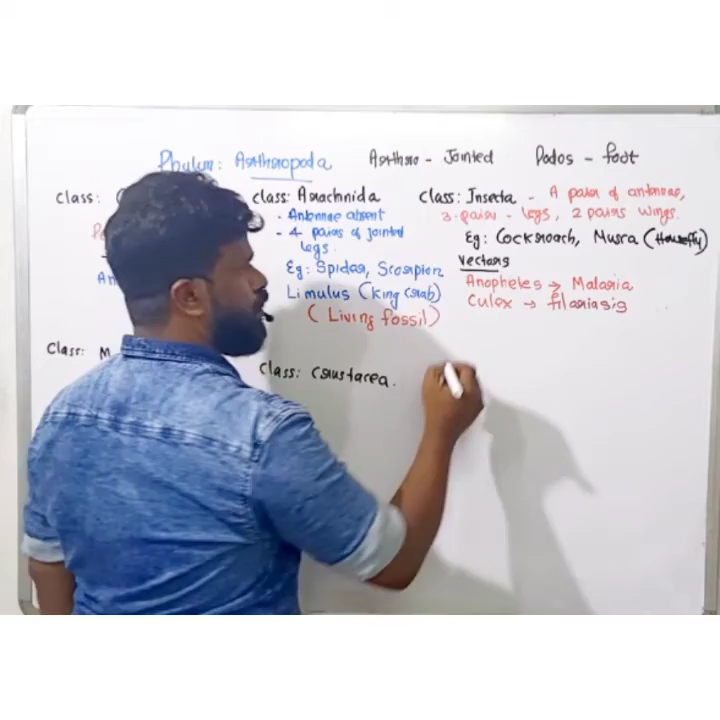 Phylum: Arthropoda Arthro - Jointed Podos - foot
Class:
class: Arachnida
- Antennae absent
- 4 pairs of jointed
legs.
Eg: Spider, Scorpion
Limulus (King Crab)
( Living fossil)
Class: Insecta - A pair of antennae,
3-pairs - legs, 2 pairs wings.
Eg: Cockroach, Musca (Housefly)
Vectors
Anopheles → Malaria
Culex → filariasis
Class: M
Class: Crustacea.